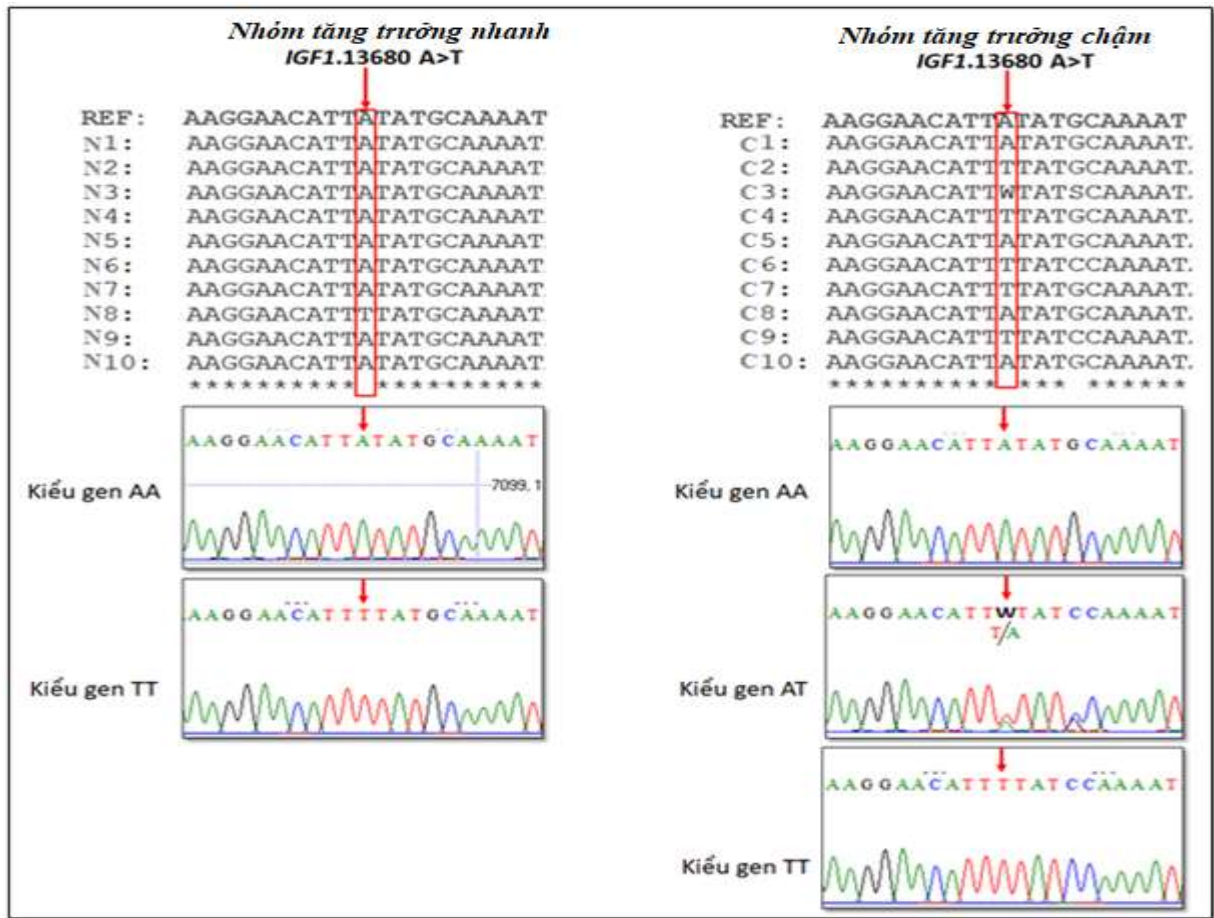 Nhóm tăng trưởng nhanh
IGF1.13680 A>T
REF: AAGGAACATTATATGCAAAAT
N1: AAGGAACATTATATGCAAAAT
N2: AAGGAACATTATATGCAAAAT
N3: AAGGAACATTATATGCAAAAT
N4: AAGGAACATTATATGCAAAAT
N5: AAGGAACATTATATGCAAAAT
N6: AAGGAACATTATATGCAAAAT
N7: AAGGAACATTATATGCAAAAT
N8: AAGGAACATTTTATGCAAAAT
N9: AAGGAACATTATATGCAAAAT
N10: AAGGAACATTATATGCAAAAT
********** **********
Kiểu gen AA
AAGGAACATTATATGCAAAAT
7099, 1
Kiểu gen TT
AAGGAACATTTTATGCAAAAT
Nhóm tăng trưởng chậm
IGF1.13680 A>T
REF: AAGGAACATTATATGCAAAAT
C1: AAGGAACATTATATGCAAAAT.
C2: AAGGAACATTTTATGCAAAAT.
C3: AAGGAACATTWTATSCAAAAT.
C4: AAGGAACATTTTATGCAAAAT.
C5: AAGGAACATTATATGCAAAAT.
C6: AAGGAACATTTTATCCAAAAT.
C7: AAGGAACATTTTATGCAAAAT.
C8: AAGGAACATTATATGCAAAAT.
C9: AAGGAACATTTTATCCAAAAT.
C10: AAGGAACATTATATGCAAAAT.
********** *** ******
Kiểu gen AA
AAGGAACATTATATGCAAAAT
Kiểu gen AT
AAGGAACATTWTATCCAAAAT
T/A
Kiểu gen TT
AAGGAACATTTTATCCAAAAT